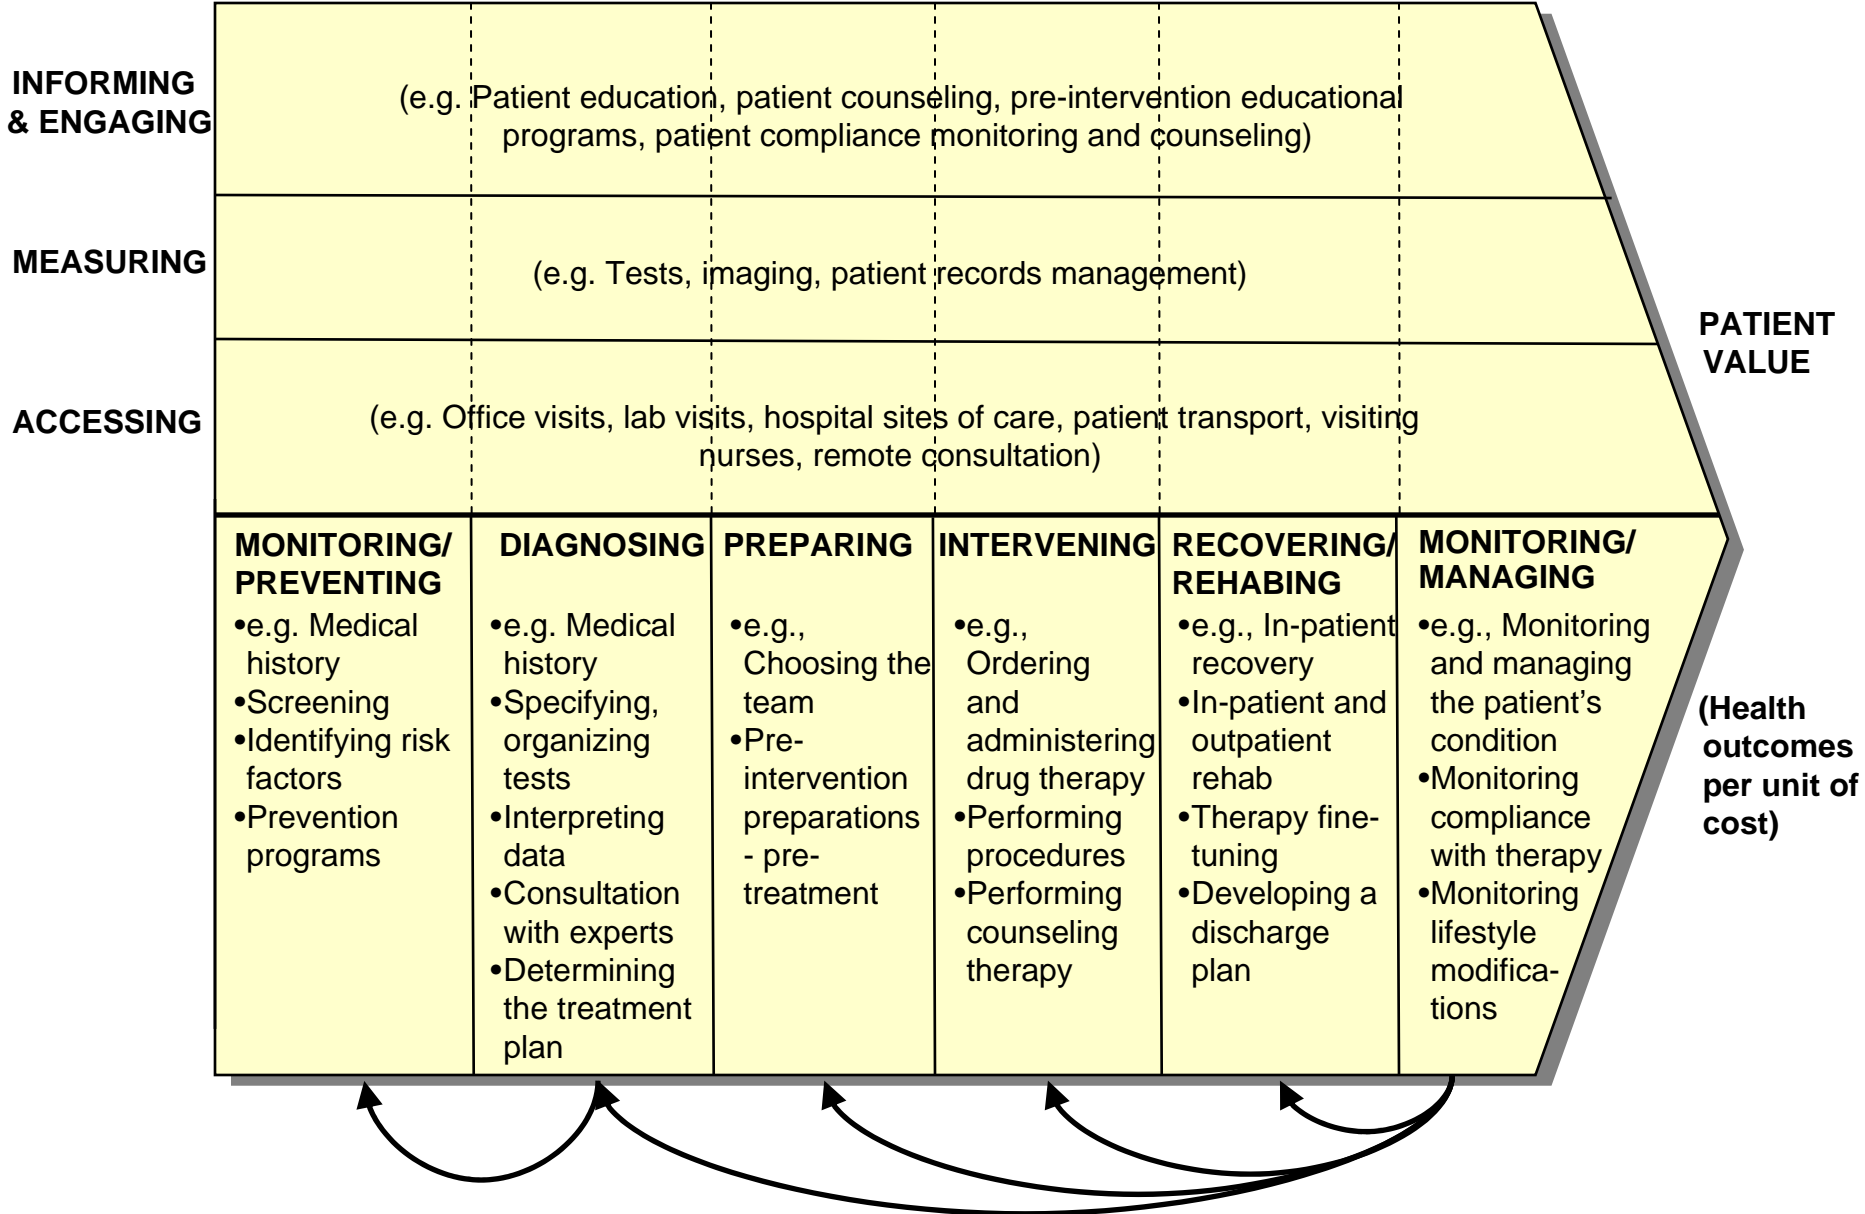 INFORMING
& ENGAGING
(e.g. Patient education, patient counseling, pre-intervention educational
programs, patient compliance monitoring and counseling)
MEASURING
(e.g. Tests, imaging, patient records management)
ACCESSING
(e.g. Office visits, lab visits, hospital sites of care, patient transport, visiting
nurses, remote consultation)
PATIENT
VALUE
MONITORING/
PREVENTING
•e.g. Medical
history
•Screening
•Identifying risk
factors
•Prevention
programs
DIAGNOSING
•e.g. Medical
history
•Specifying,
organizing
tests
•Interpreting
data
•Consultation
with experts
•Determining
the treatment
plan
PREPARING
•e.g.,
Choosing the
team
•Pre-
intervention
preparations
- pre-
treatment
INTERVENING
•e.g.,
Ordering
and
administering
drug therapy
•Performing
procedures
•Performing
counseling
therapy
RECOVERING/
REHABING
•e.g., In-patient
recovery
•In-patient and
outpatient
rehab
•Therapy fine-
tuning
•Developing a
discharge
plan
MONITORING/
MANAGING
•e.g., Monitoring
and managing
the patient’s
condition
•Monitoring
compliance
with therapy
•Monitoring
lifestyle
modifica-
tions
(Health
outcomes
per unit of
cost)